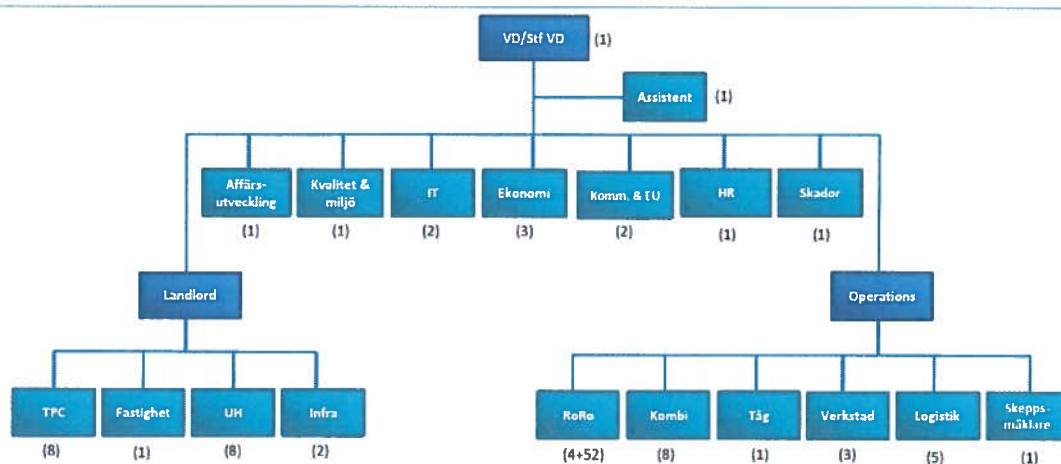 VD/Stf VD (1)
Assistent (1)
Affärs-
utveckling
(1)
Kvalitet &
miljö
(1)
IT
(2)
Ekonomi
(3)
Komm. & EU
(2)
HR
(1)
Skador
(1)
Landlord
Operations
TPC
(8)
Fastighet
(1)
UH
(8)
Infra
(2)
RoRo
(4+52)
Kombi
(8)
Tåg
(1)
Verkstad
(3)
Logistik
(5)
Skepps-
mäklare
(1)